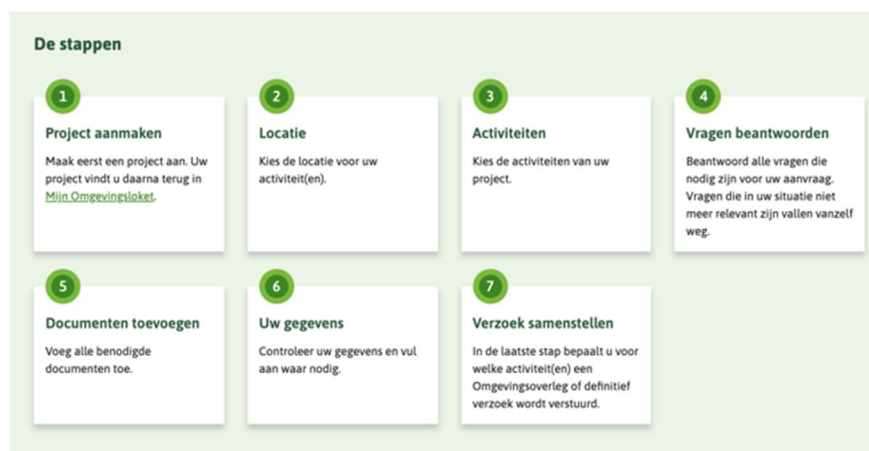 De stappen
1
Project aanmaken
Maak eerst een project aan. Uw
project vindt u daarna terug in
Mijn Omgevingsloket.
2
Locatie
Kies de locatie voor uw
activiteit(en).
3
Activiteiten
Kies de activiteiten van uw
project.
4
Vragen beantwoorden
Beantwoord alle vragen die
nodig zijn voor uw aanvraag.
Vragen die in uw situatie niet
meer relevant zijn vallen vanzelf
weg.
5
Documenten toevoegen
Voeg alle benodigde
documenten toe.
6
Uw gegevens
Controleer uw gegevens en vul
aan waar nodig.
7
Verzoek samenstellen
In de laatste stap bepaalt u voor
welke activiteit(en) een
Omgevingsoverleg of definitief
verzoek wordt verstuurd.